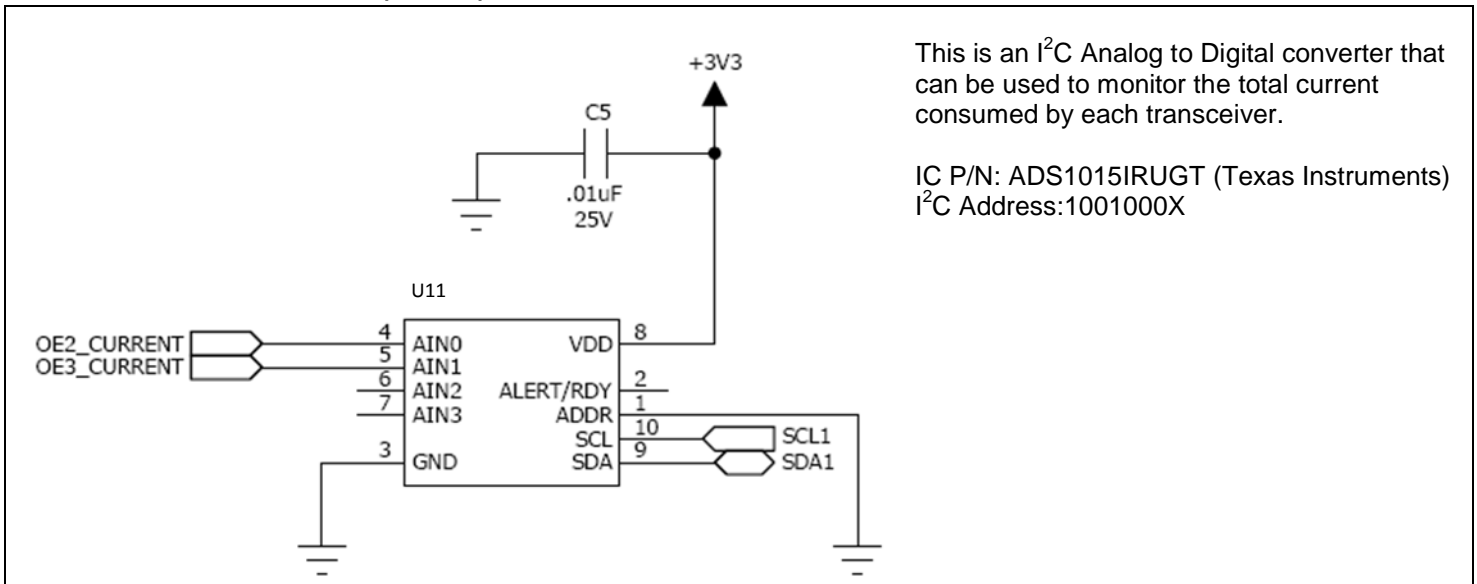 This is an I2C Analog to Digital converter that
can be used to monitor the total current
consumed by each transceiver.
IC P/N: ADS1015IRUGT (Texas Instruments)
I2C Address:1001000X
+3V3
C5
.01uF
25V
U11
OE2_CURRENT 4 AIN0 VDD 8
OE3_CURRENT 5 AIN1
6 AIN2 ALERT/RDY 2
7 AIN3 ADDR 1
SCL 10 SCL1
3 GND SDA 9 SDA1